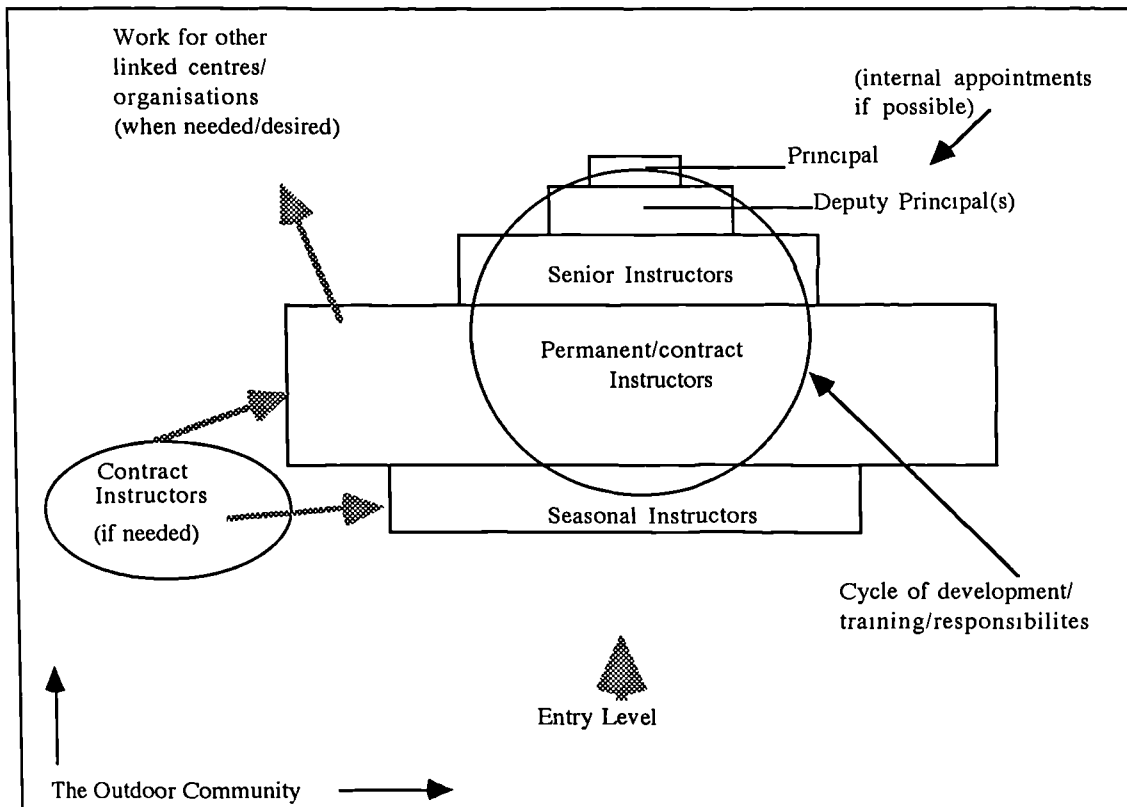 Work for other
linked centres/
organisations
(when needed/desired)
(internal appointments
if possible)
Principal
Deputy Principal(s)
Senior Instructors
Permanent/contract
Instructors
Contract
Instructors
(if needed)
Seasonal Instructors
Cycle of development/
training/responsibilites
Entry Level
The Outdoor Community